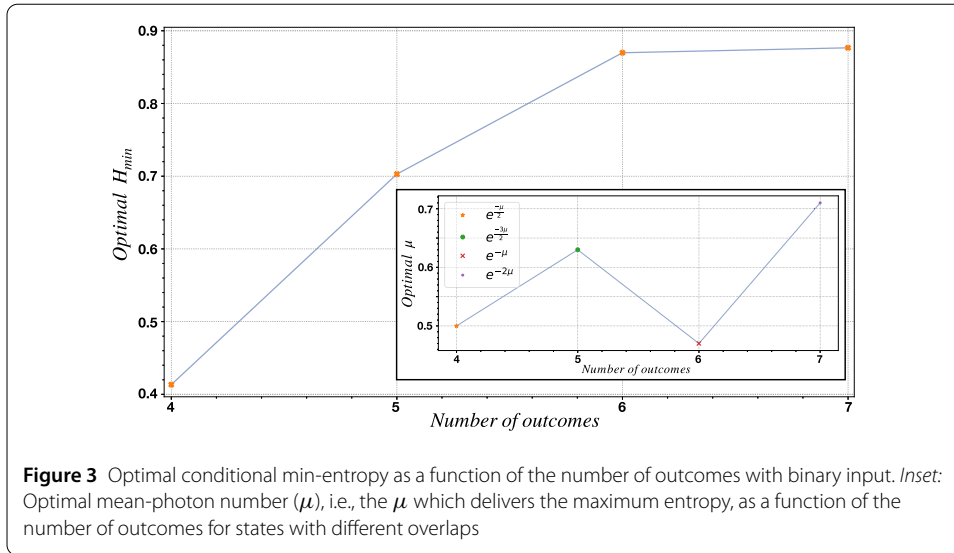 0.9
0.8
0.7
0.6
0.5
0.4
Optimal H_min
4 5 6 7
Number of outcomes
0.7
0.6
0.5
Optimal μ
e^{-μ/2}
e^{-3μ/2}
e^{-μ}
e^{-2μ}
4 5 6 7
Number of outcomes
Figure 3 Optimal conditional min-entropy as a function of the number of outcomes with binary input. Inset:
Optimal mean-photon number (μ), i.e., the μ which delivers the maximum entropy, as a function of the
number of outcomes for states with different overlaps